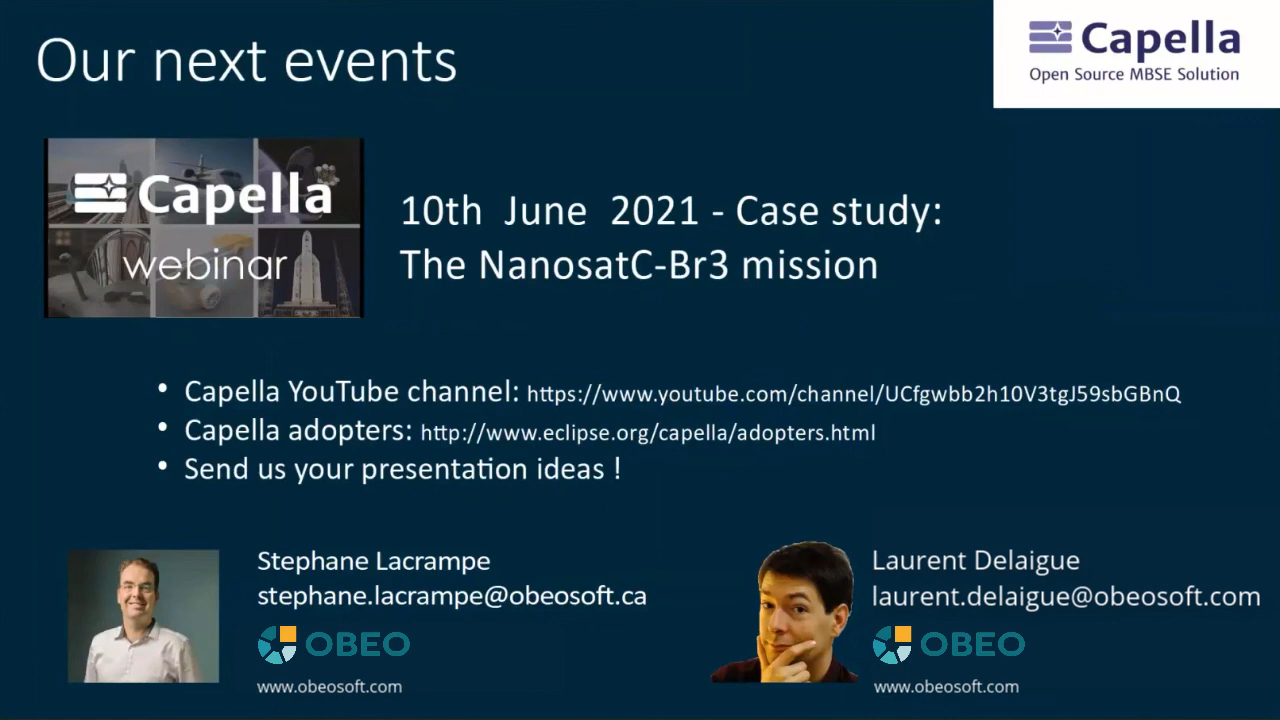 Our next events
Capella
Open Source MBSE Solution
Capella
webinar
10th June 2021 - Case study:
The NanosatC-Br3 mission
• Capella YouTube channel: https://www.youtube.com/channel/UCfgwbb2h10V3tgJ59sbGBnQ
• Capella adopters: http://www.eclipse.org/capella/adopters.html
• Send us your presentation ideas !
Stephane Lacrampe
stephane.lacrampe@obeosoft.ca
OBEO
www.obeosoft.com
Laurent Delaigue
laurent.delaigue@obeosoft.com
OBEO
www.obeosoft.com